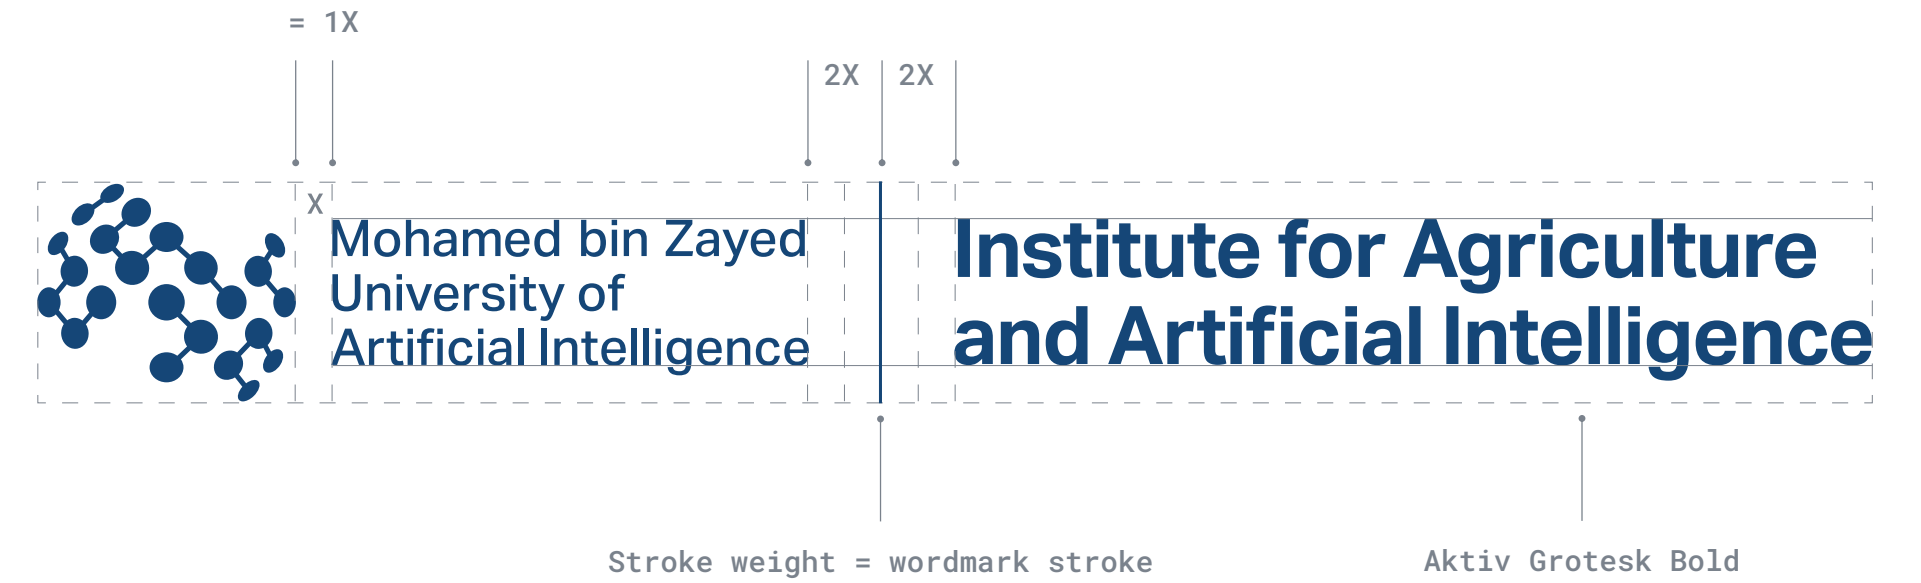 = 1X
2X 2X
X
Mohamed bin Zayed
University of
Artificial Intelligence
Institute for Agriculture
and Artificial Intelligence
Stroke weight = wordmark stroke
Aktiv Grotesk Bold